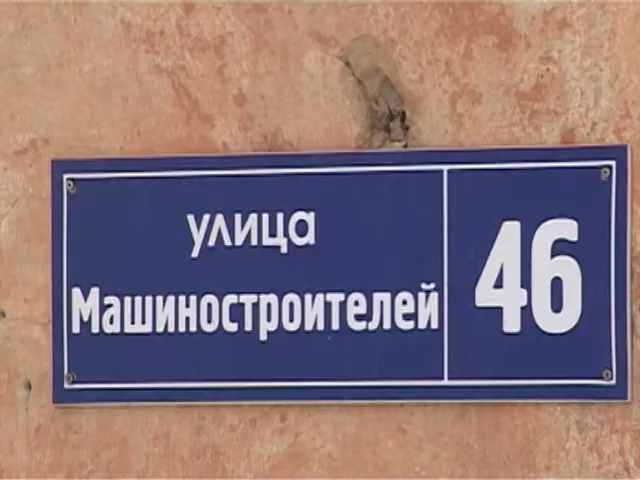 улица
Машиностроителей
46